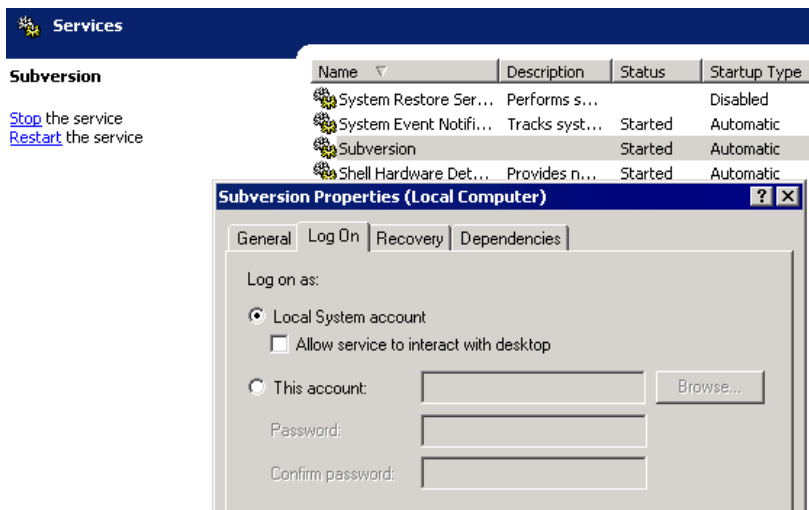 Services
Subversion
Stop the service
Restart the service
Name Description Status Startup Type
System Restore Ser... Performs s... Disabled
System Event Notifi... Tracks syst... Started Automatic
Subversion Started Automatic
Shell Hardware Det... Provides n... Started Automatic
Subversion Properties (Local Computer) ? X
General Log On Recovery Dependencies
Log on as:
Local System account
Allow service to interact with desktop
This account: Browse...
Password:
Confirm password: